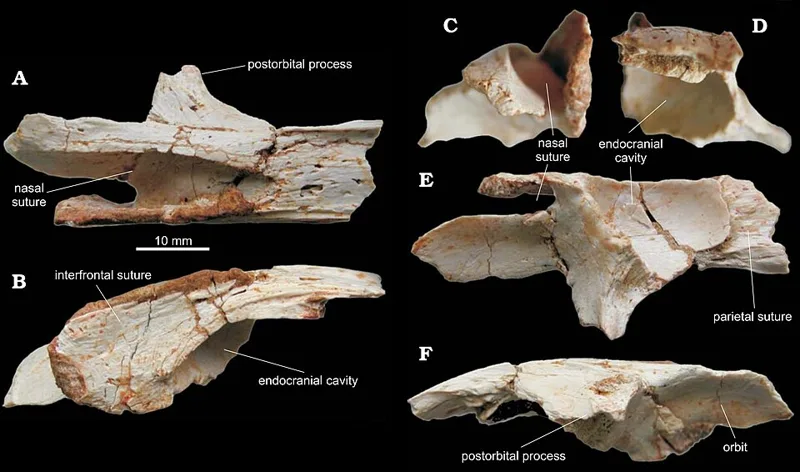 A
postorbital process
nasal
suture
10 mm
B
interfrontal suture
endocranial cavity
C
D
nasal
suture
endocranial
cavity
E
parietal suture
F
postorbital process
orbit